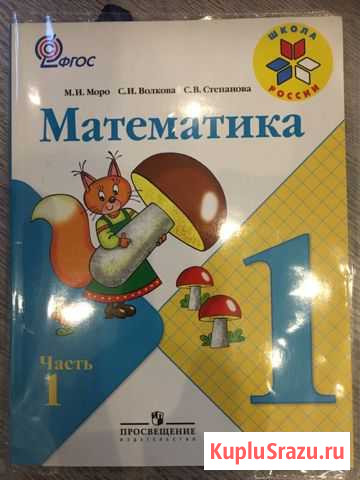 ФГОС
ШКОЛА
РОССИИ
М.И. Моро С.И. Волкова С.В. Степанова
Математика
1
Часть
1
ПРОСВЕЩЕНИЕ
ИЗДАТЕЛЬСТВО
KupluSrazu.ru